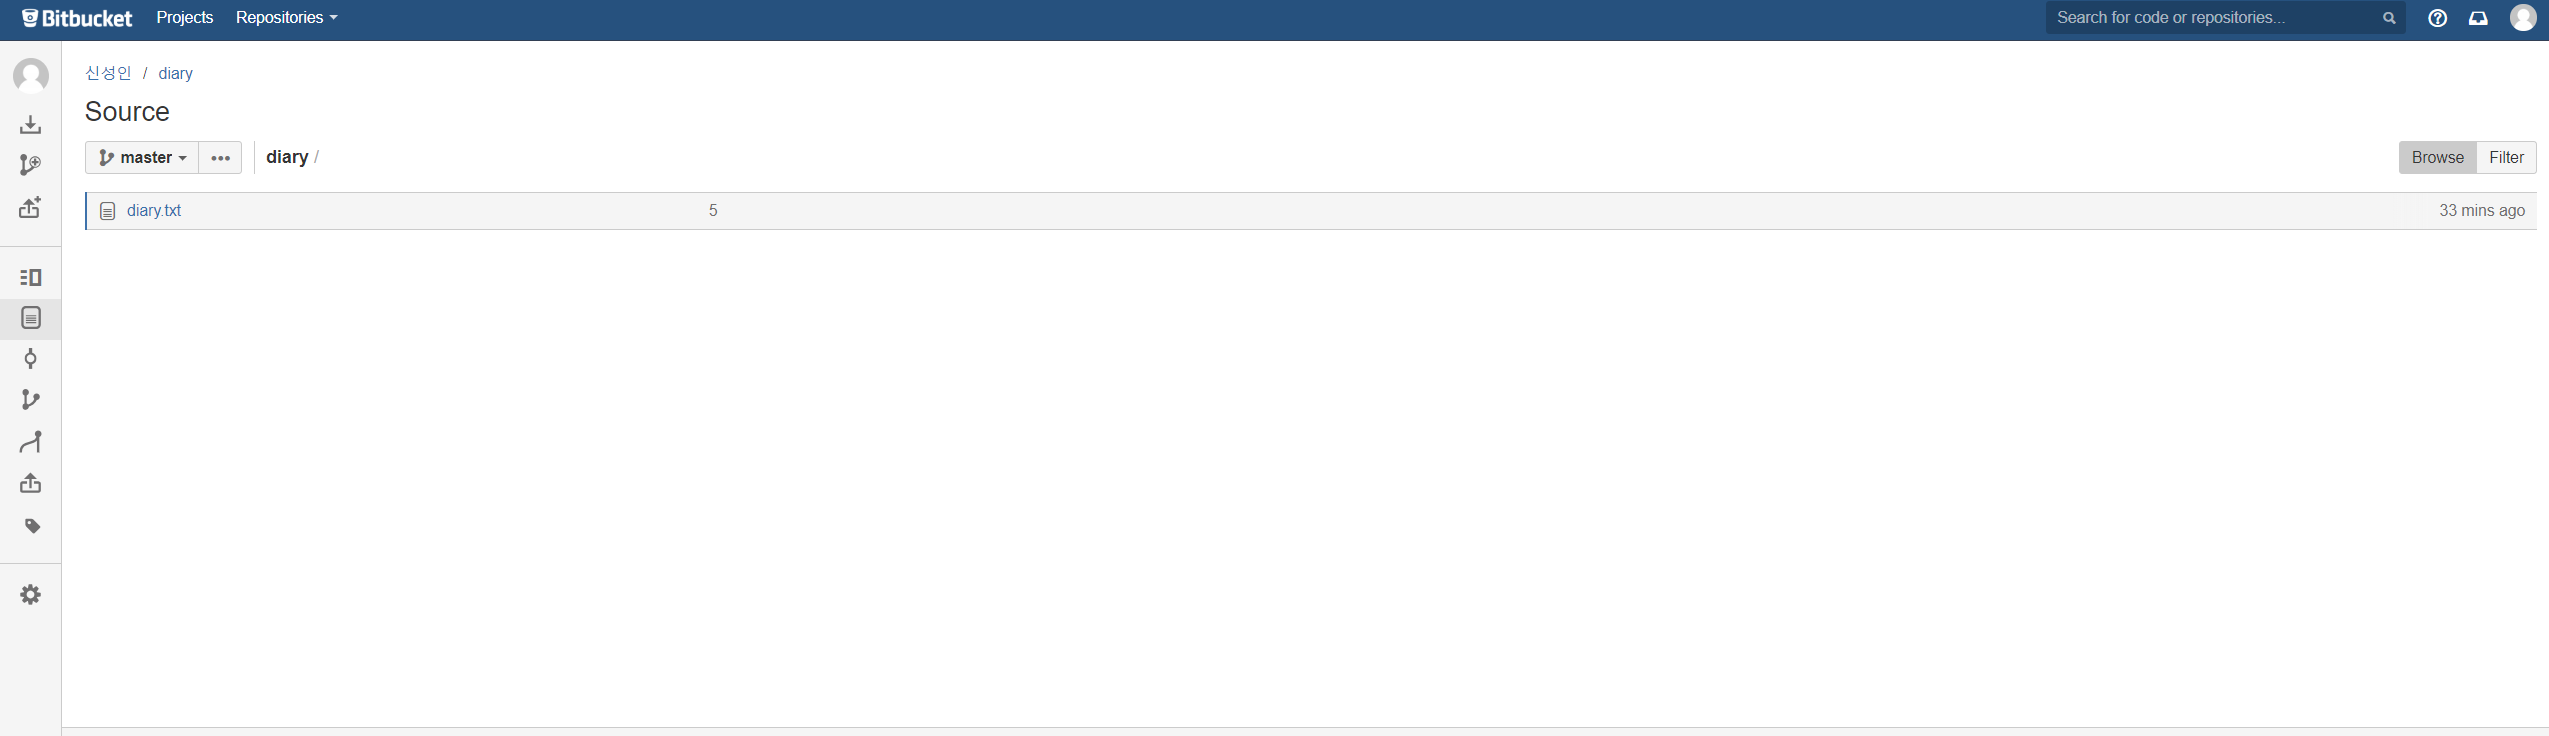 Bitbucket Projects Repositories Search for code or repositories...
신성인 / diary
Source
master ••• diary / Browse Filter
diary.txt 5 33 mins ago